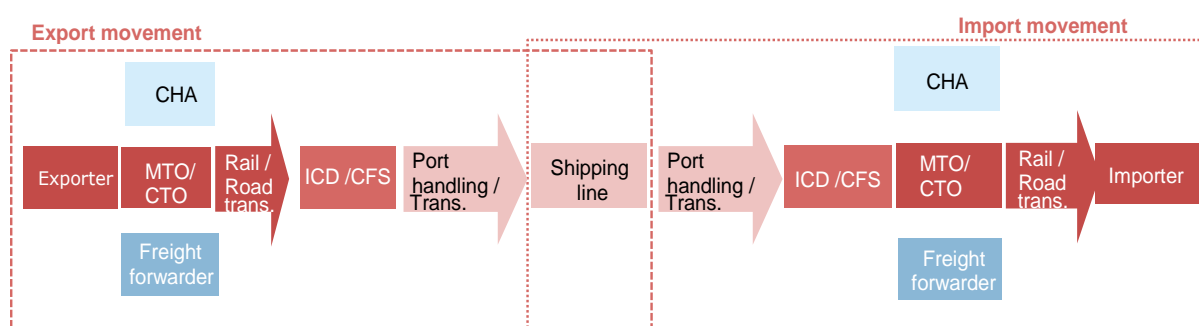 Export movement
Import movement
CHA
CHA
Exporter
MTO/
CTO
Rail /
Road
trans.
ICD /CFS
Port
handling /
Trans.
Shipping
line
Port
handling /
Trans.
ICD /CFS
MTO/
CTO
Rail /
Road
trans.
Importer
Freight
forwarder
Freight
forwarder